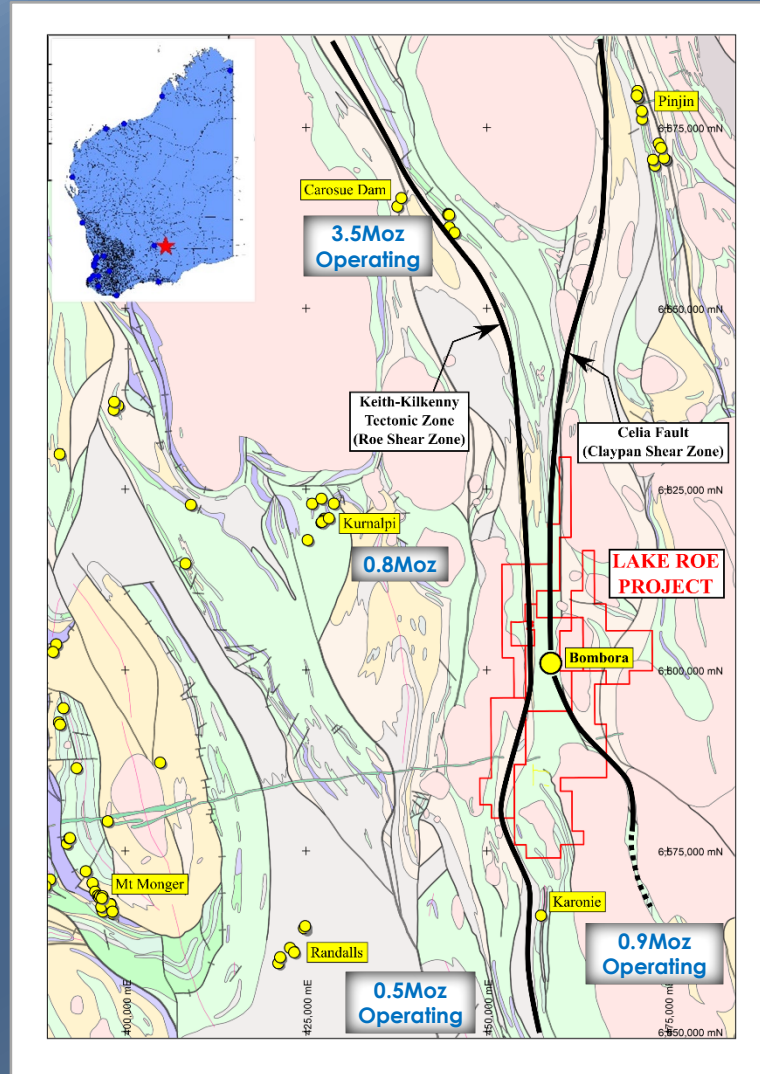 Pinjin
6,675,000 mN
Carosue Dam
3.5Moz
Operating
6,650,000 mN
Keith-Kilkenny
Tectonic Zone
(Roe Shear Zone)
Celia Fault
(Claypan Shear Zone)
6,625,000 mN
Kurnalpi
0.8Moz
LAKE ROE
PROJECT
Bombora
6,600,000 mN
6,575,000 mN
Mt Monger
Karonie
Randalls
0.9Moz
Operating
0.5Moz
Operating
400,000 mE
425,000 mE
450,000 mE
475,000 mE
6,550,000 mN